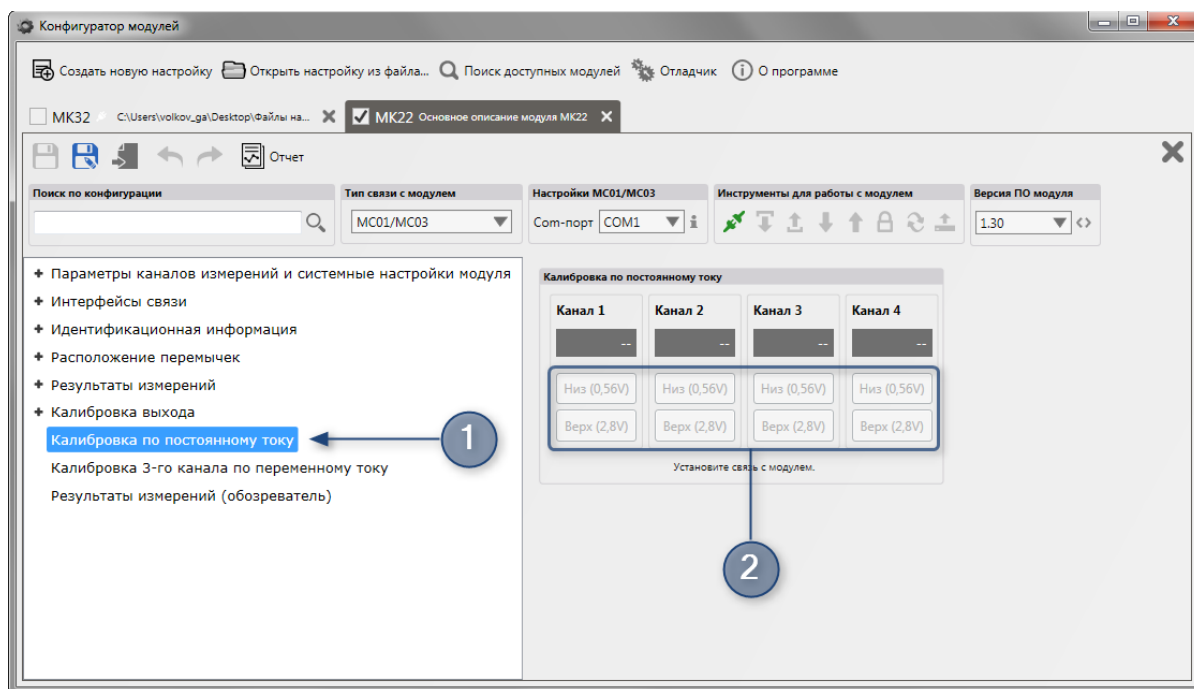 Конфигуратор модулей
Создать новую настройку Открыть настройку из файла... Поиск доступных модулей Отладчик О программе
МК32 C:\Users\volkov_ga\Desktop\Файлы на... МК22 Основное описание модуля МК22
Отчет
Поиск по конфигурации Тип связи с модулем Настройки МС01/МС03 Инструменты для работы с модулем Версия ПО модуля
МС01/МС03 Com-порт COM1 1.30
Параметры каналов измерений и системные настройки модуля
Интерфейсы связи
Идентификационная информация
Расположение перемычек
Результаты измерений
Калибровка выхода
Калибровка по постоянному току
Калибровка 3-го канала по переменному току
Результаты измерений (обозреватель)
1
Калибровка по постоянному току
Канал 1 Канал 2 Канал 3 Канал 4
-- -- -- --
Низ (0,56V) Низ (0,56V) Низ (0,56V) Низ (0,56V)
Верх (2,8V) Верх (2,8V) Верх (2,8V) Верх (2,8V)
Установите связь с модулем.
2